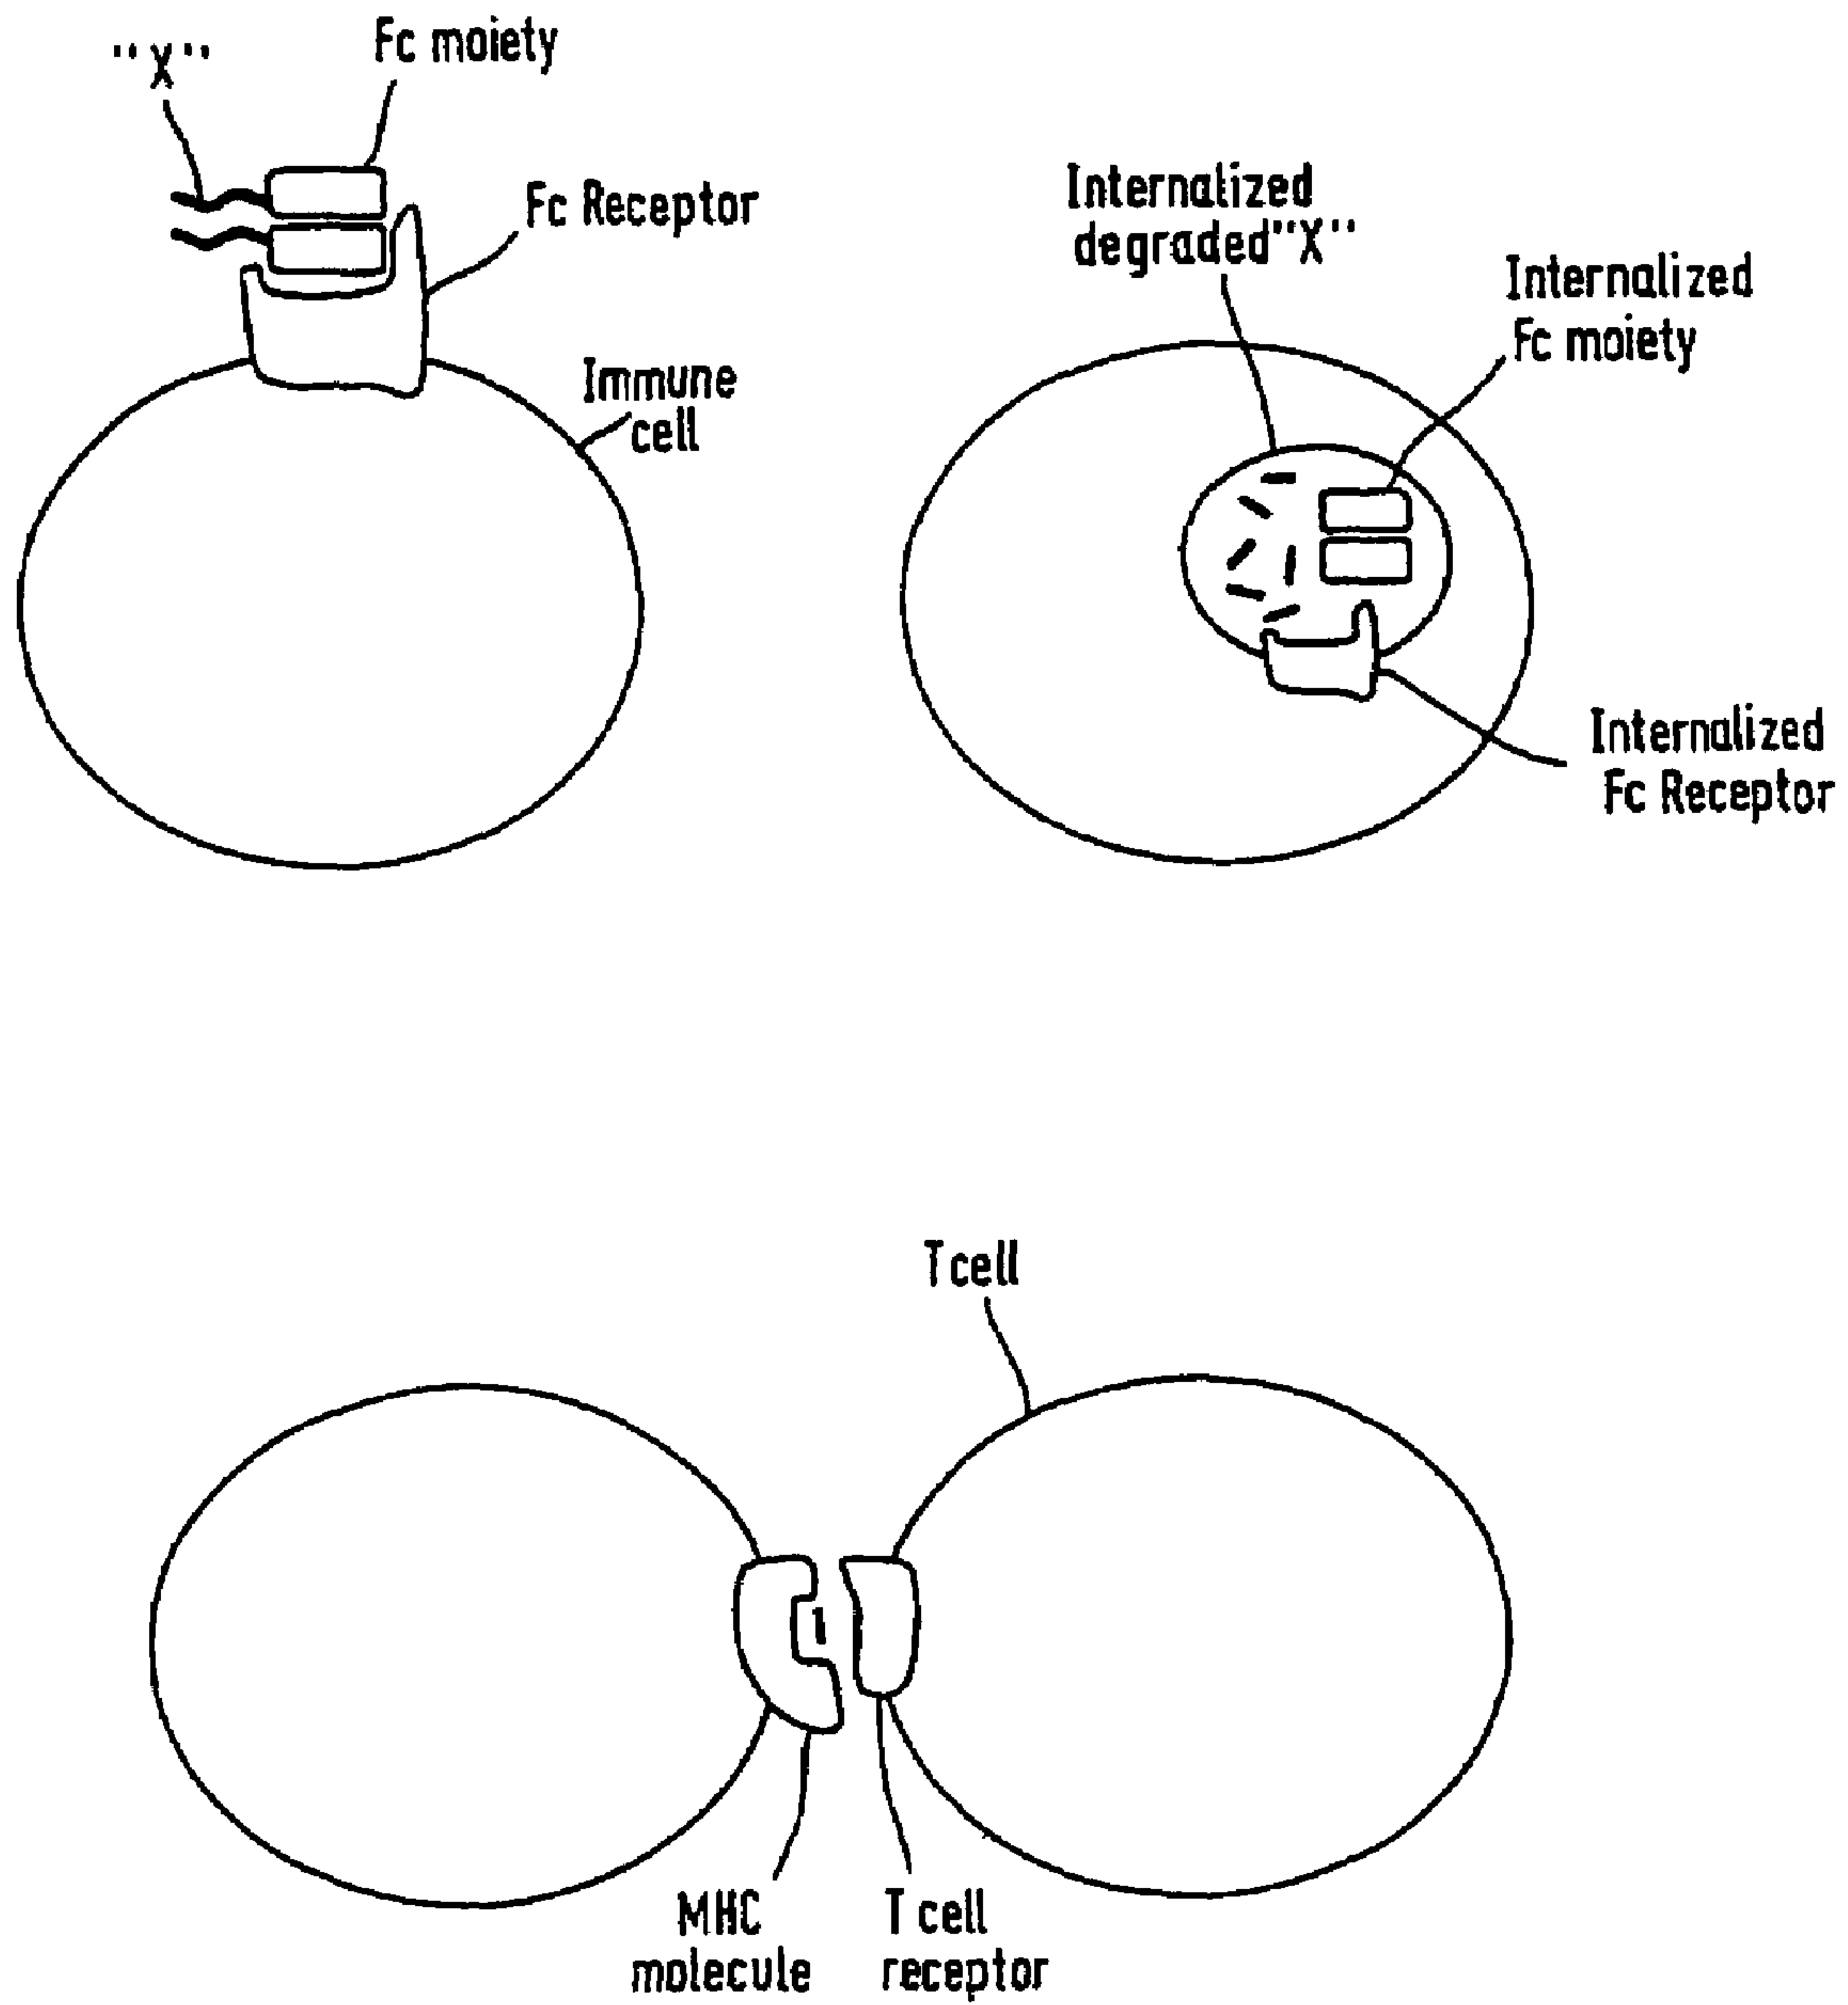 "X"
Fc moiety
Fc Receptor
Immune
cell
Internalized
degraded"X"
Internalized
Fc moiety
Internalized
Fc Receptor
T cell
MHC
molecule
T cell
receptor